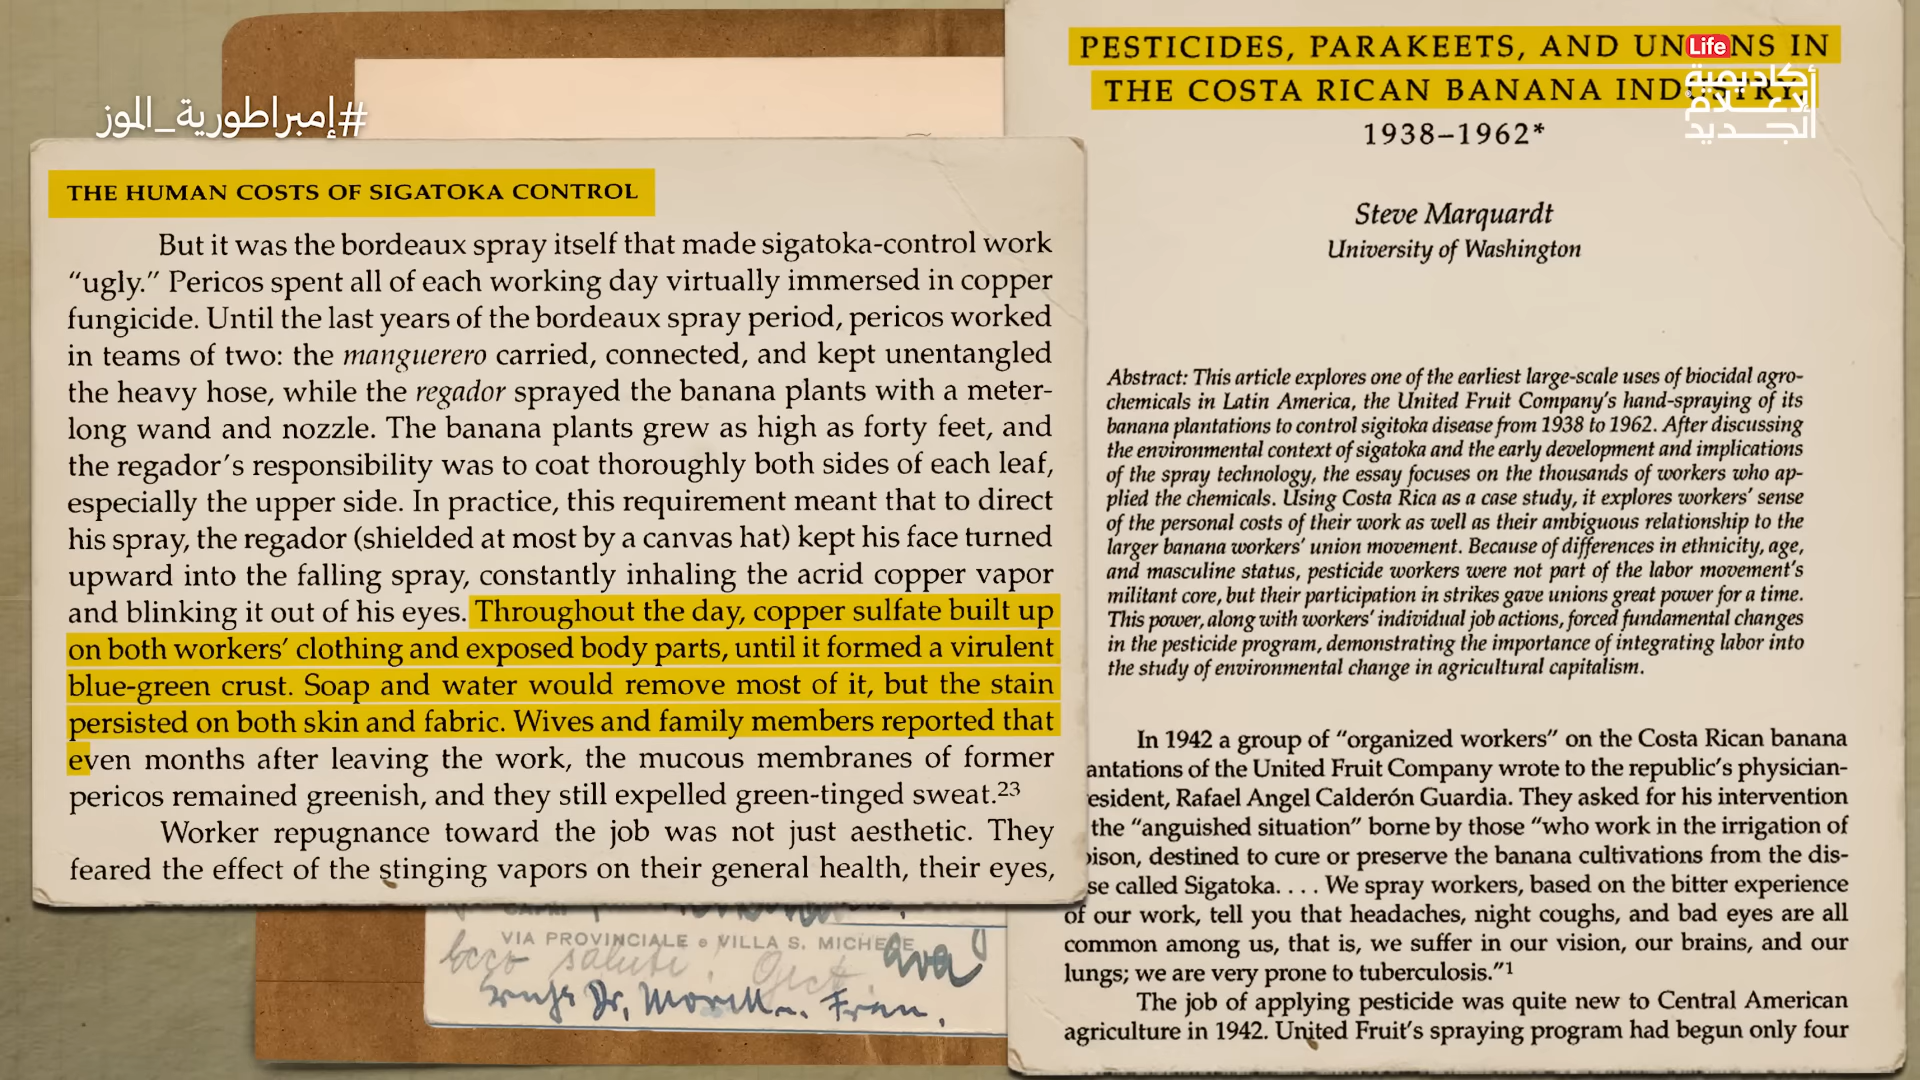 #إمبراطورية_الموز
Life
أكاديمية
الإعلام
الجديد
THE HUMAN COSTS OF SIGATOKA CONTROL
But it was the bordeaux spray itself that made sigatoka-control work
“ugly.” Pericos spent all of each working day virtually immersed in copper
fungicide. Until the last years of the bordeaux spray period, pericos worked
in teams of two: the manguerero carried, connected, and kept unentangled
the heavy hose, while the regador sprayed the banana plants with a meter-
long wand and nozzle. The banana plants grew as high as forty feet, and
the regador’s responsibility was to coat thoroughly both sides of each leaf,
especially the upper side. In practice, this requirement meant that to direct
his spray, the regador (shielded at most by a canvas hat) kept his face turned
upward into the falling spray, constantly inhaling the acrid copper vapor
and blinking it out of his eyes. Throughout the day, copper sulfate built up
on both workers’ clothing and exposed body parts, until it formed a virulent
blue-green crust. Soap and water would remove most of it, but the stain
persisted on both skin and fabric. Wives and family members reported that
even months after leaving the work, the mucous membranes of former
pericos remained greenish, and they still expelled green-tinged sweat.23
Worker repugnance toward the job was not just aesthetic. They
feared the effect of the stinging vapors on their general health, their eyes,
VIA PROVINCIALE VILLA S. MICHELE
PESTICIDES, PARAKEETS, AND UNIONS IN
THE COSTA RICAN BANANA INDUSTRY,
1938–1962*
Steve Marquardt
University of Washington
Abstract: This article explores one of the earliest large-scale uses of biocidal agro-
chemicals in Latin America, the United Fruit Company’s hand-spraying of its
banana plantations to control sigitoka disease from 1938 to 1962. After discussing
the environmental context of sigatoka and the early development and implications
of the spray technology, the essay focuses on the thousands of workers who ap-
plied the chemicals. Using Costa Rica as a case study, it explores workers’ sense
of the personal costs of their work as well as their ambiguous relationship to the
larger banana workers’ union movement. Because of differences in ethnicity, age,
and masculine status, pesticide workers were not part of the labor movement’s
militant core, but their participation in strikes gave unions great power for a time.
This power, along with workers’ individual job actions, forced fundamental changes
in the pesticide program, demonstrating the importance of integrating labor into
the study of environmental change in agricultural capitalism.
In 1942 a group of “organized workers” on the Costa Rican banana
antations of the United Fruit Company wrote to the republic’s physician-
esident, Rafael Angel Calderón Guardia. They asked for his intervention
the “anguished situation” borne by those “who work in the irrigation of
oison, destined to cure or preserve the banana cultivations from the dis-
se called Sigatoka. . . . We spray workers, based on the bitter experience
of our work, tell you that headaches, night coughs, and bad eyes are all
common among us, that is, we suffer in our vision, our brains, and our
lungs; we are very prone to tuberculosis.”1
The job of applying pesticide was quite new to Central American
agriculture in 1942. United Fruit’s spraying program had begun only four